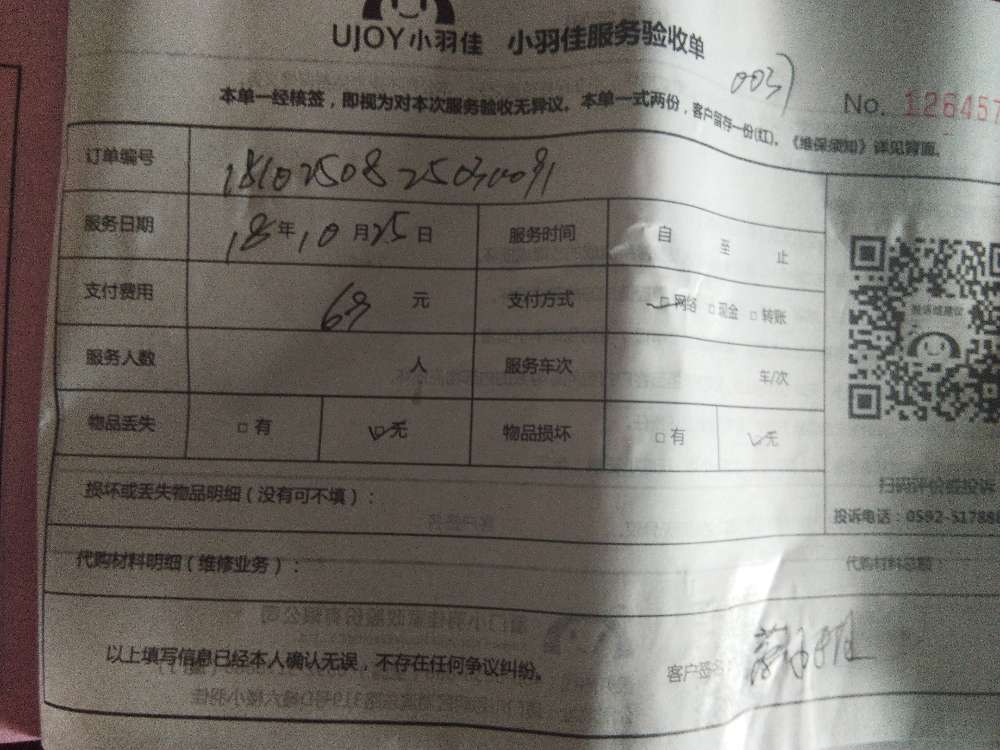 UJOY小羽佳 小羽佳服务验收单
0037
本单一经核签，即视为对本次服务验收无异议。本单一式两份，客户留存一份(红)。《维保须知》详见背面。
No. 126457
订单编号
服务日期 18年10月25日 服务时间 自 至 止
支付费用 元 支付方式 □网络 □现金 □转账
服务人数 人 服务车次 车/次
物品丢失 □有 □无 物品损坏 □有 □无
损坏或丢失物品明细（没有可不填）：
扫码评价或投诉
投诉电话：0592-51788
代购材料明细（维修业务）： 代购材料总额：
以上填写信息已经本人确认无误，不存在任何争议纠纷。 客户签名：